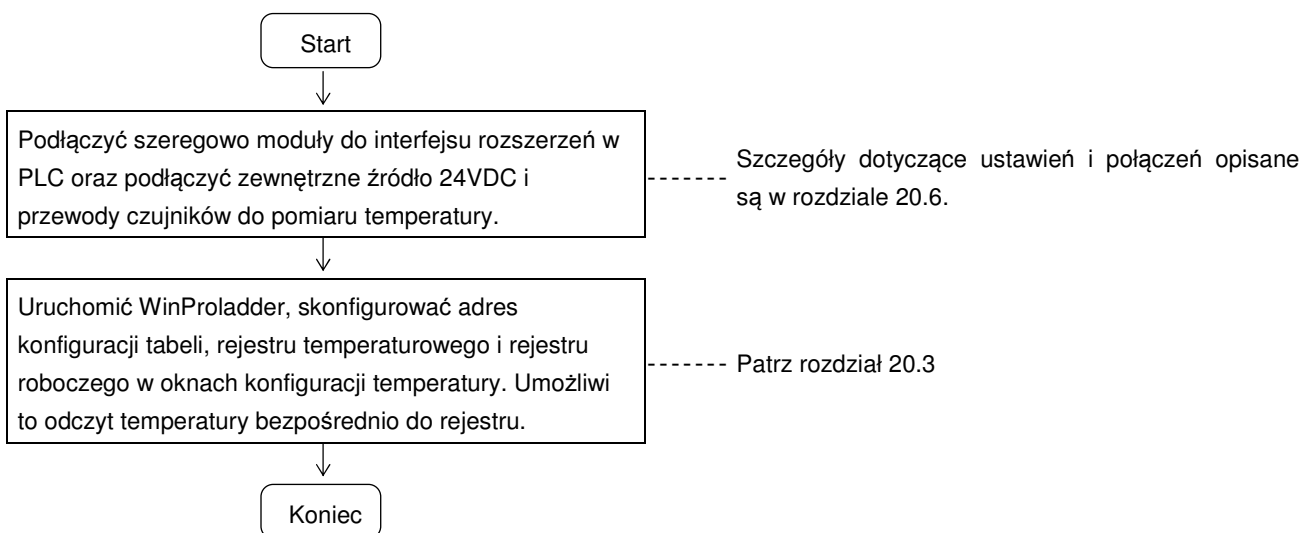 Start
Podłączyć szeregowo moduły do interfejsu rozszerzeń w
PLC oraz podłączyć zewnętrzne źródło 24VDC i
przewody czujników do pomiaru temperatury.
Szczegóły dotyczące ustawień i połączeń opisane
są w rozdziale 20.6.
Uruchomić WinProladder, skonfigurować adres
konfiguracji tabeli, rejestru temperaturowego i rejestru
roboczego w oknach konfiguracji temperatury. Umożliwi
to odczyt temperatury bezpośrednio do rejestru.
Patrz rozdział 20.3
Koniec